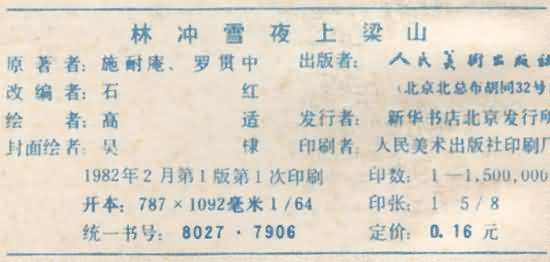 林冲雪夜上梁山
原著者：施耐庵、罗贯中 出版者：人民美術出版社
改编者：石红 （北京北总布胡同32号
绘者：高适 发行者：新华书店北京发行所
封面绘者：吴棣 印刷者：人民美术出版社印刷厂
1982年2月第1版第1次印刷 印数：1—1,500,000
开本：787×1092毫米1/64 印张：1 5/8
统一书号：8027·7906 定价：0.16元